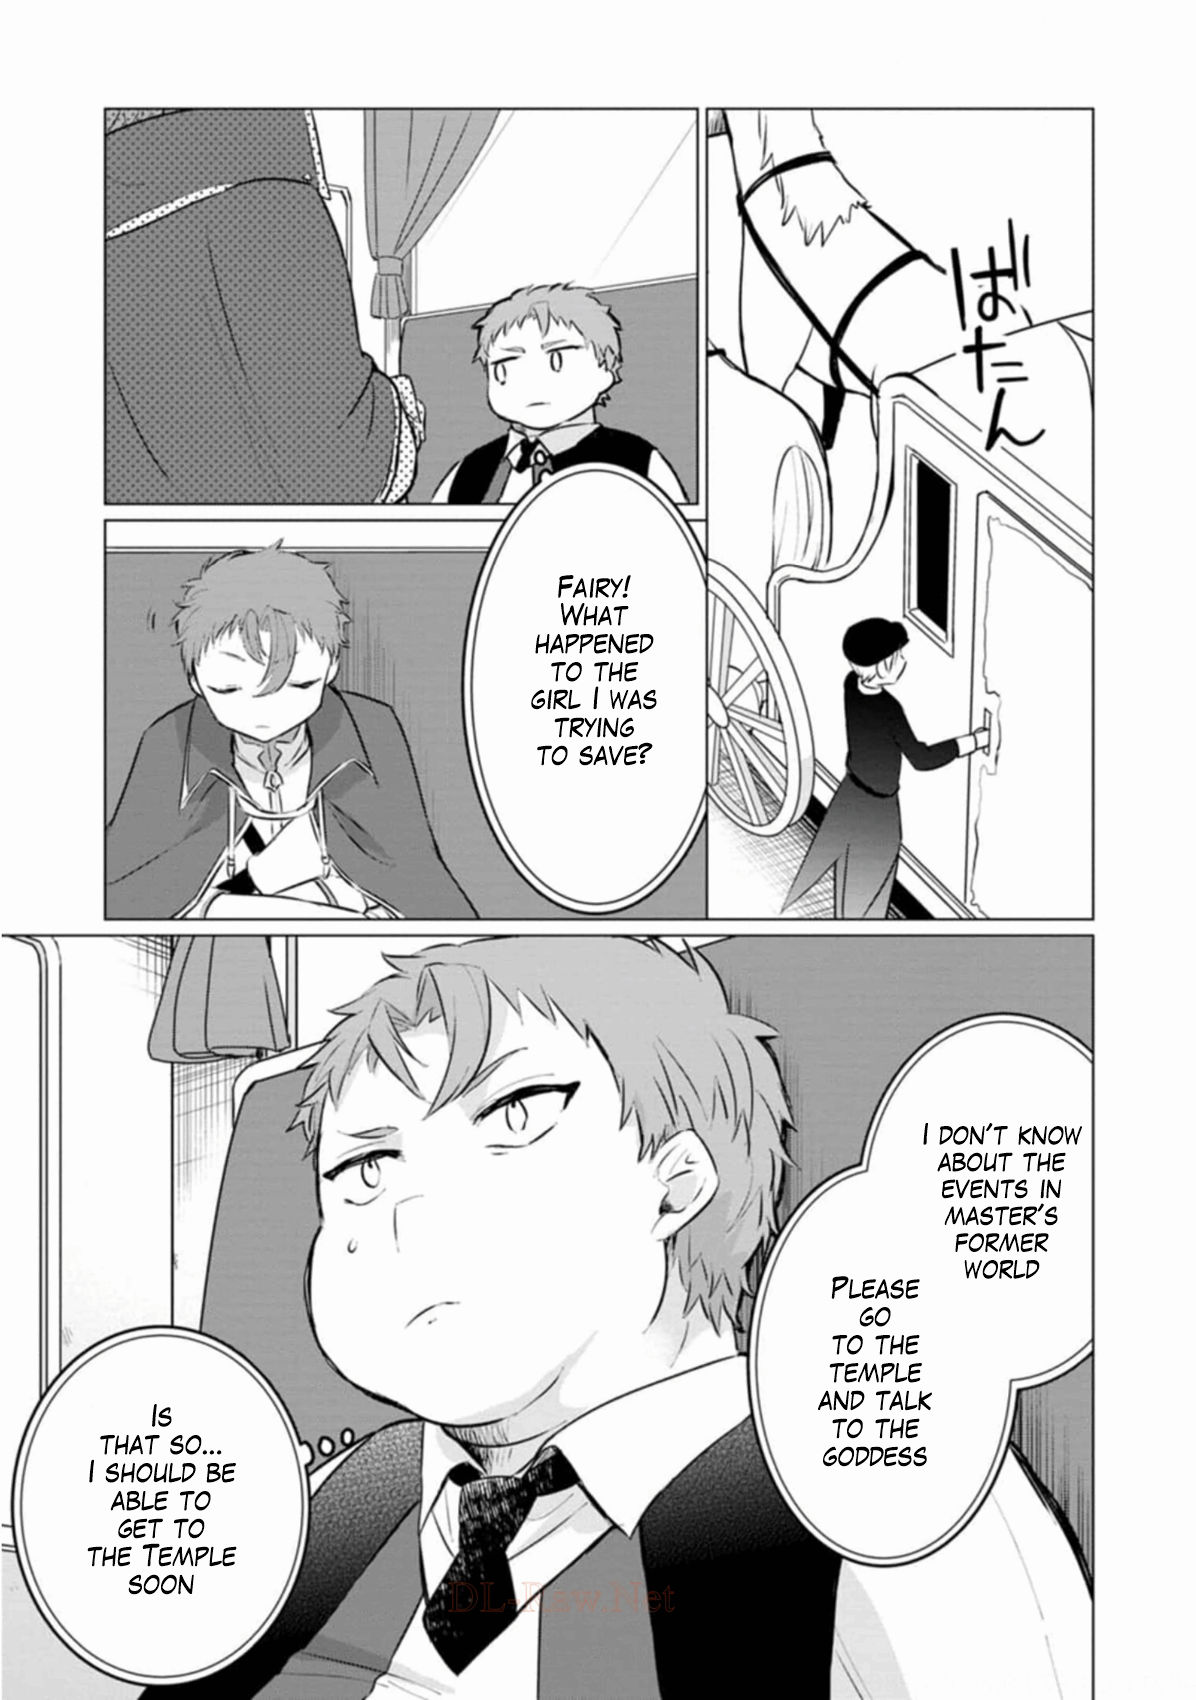 ばたん
Fairy!
What
happened
to the
girl I was
trying
to save?
I don't know
about the
events in
Master's
former
world
Please
go
to the
temple
and talk
to the
goddess
Is
that so...
I should be
able to
get to
the Temple
soon
DL-Raw.Net